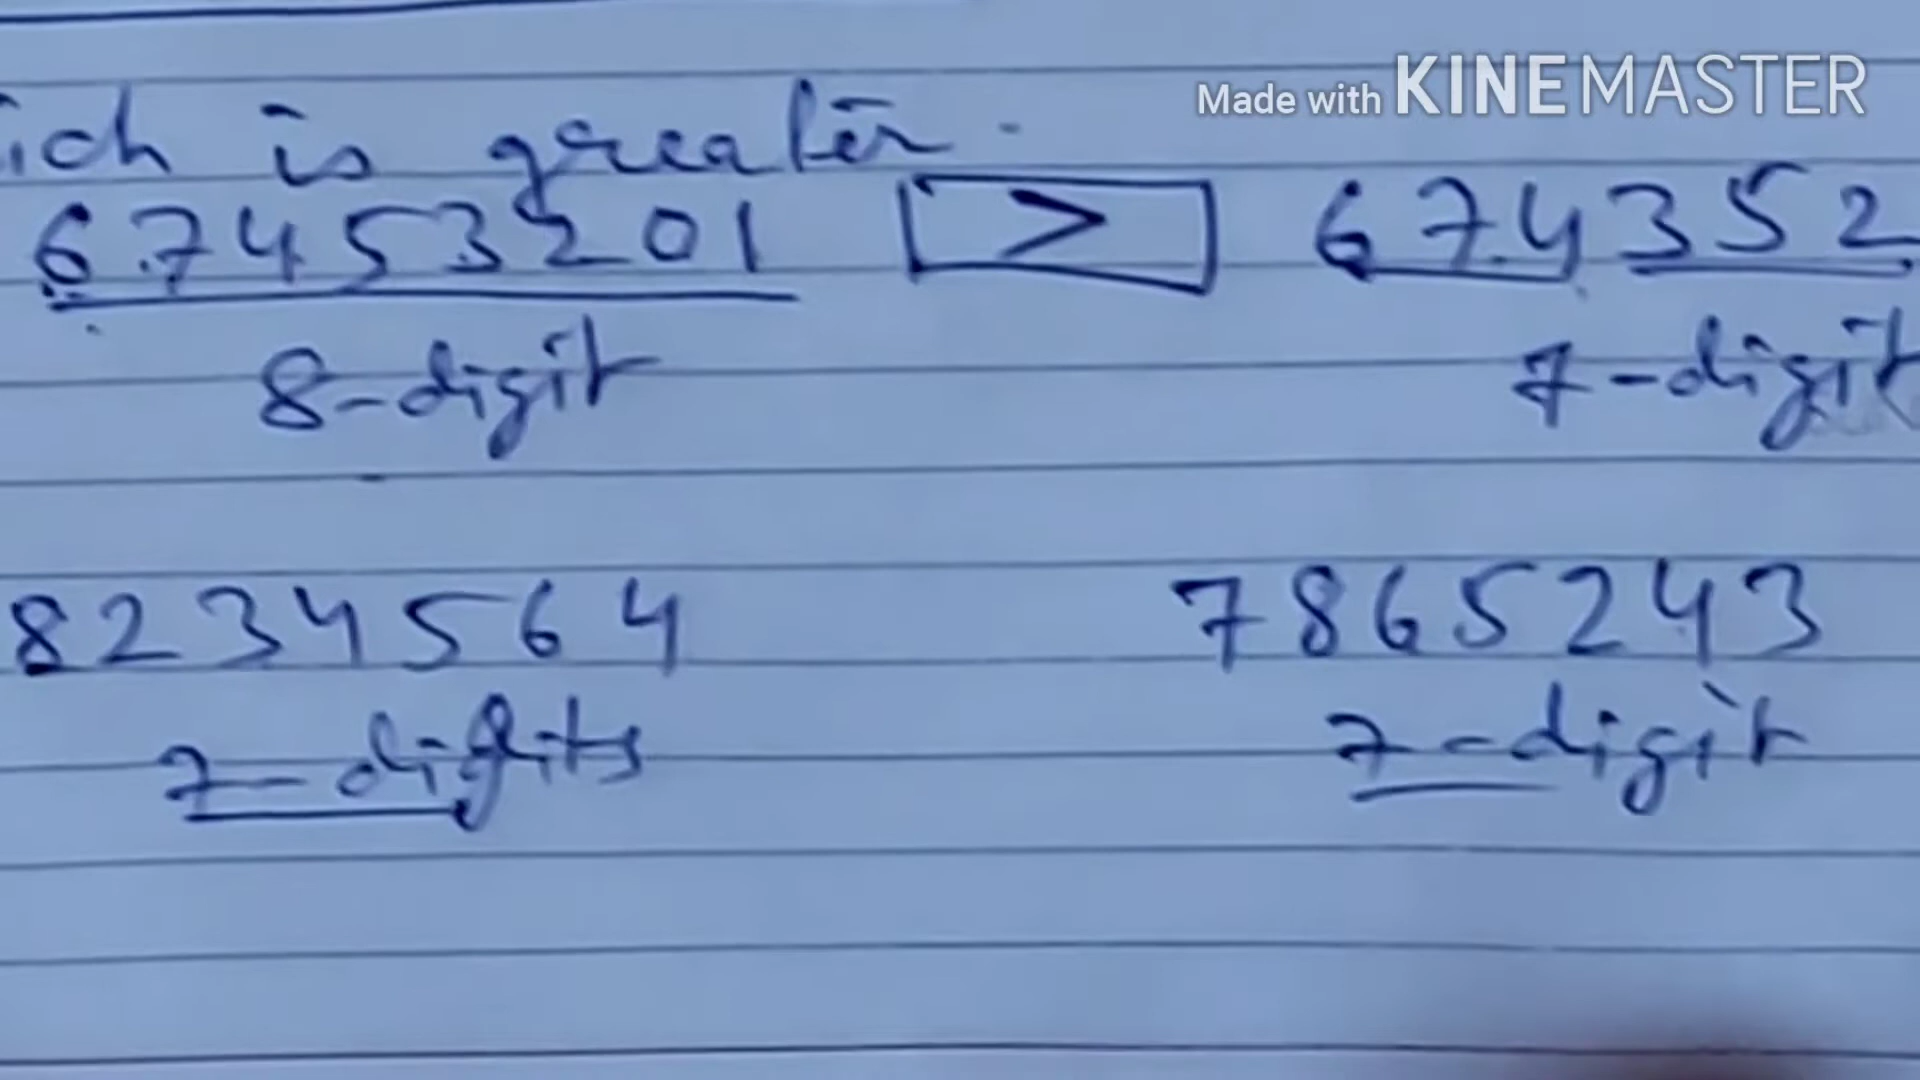 Made with KINEMASTER
ich is greater.
67453201 > 674352
8-digit 7-digit
8234564 7865243
7-digits 7-digit